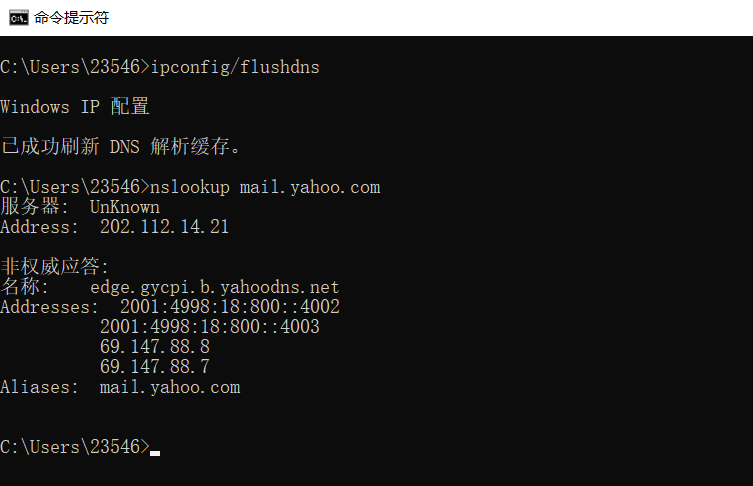 命令提示符
C:\Users\23546>ipconfig/flushdns
Windows IP 配置
已成功刷新 DNS 解析缓存。
C:\Users\23546>nslookup mail.yahoo.com
服务器:  UnKnown
Address:  202.112.14.21
非权威应答:
名称:    edge.gycpi.b.yahoodns.net
Addresses:  2001:4998:18:800::4002
          2001:4998:18:800::4003
          69.147.88.8
          69.147.88.7
Aliases:  mail.yahoo.com
C:\Users\23546>